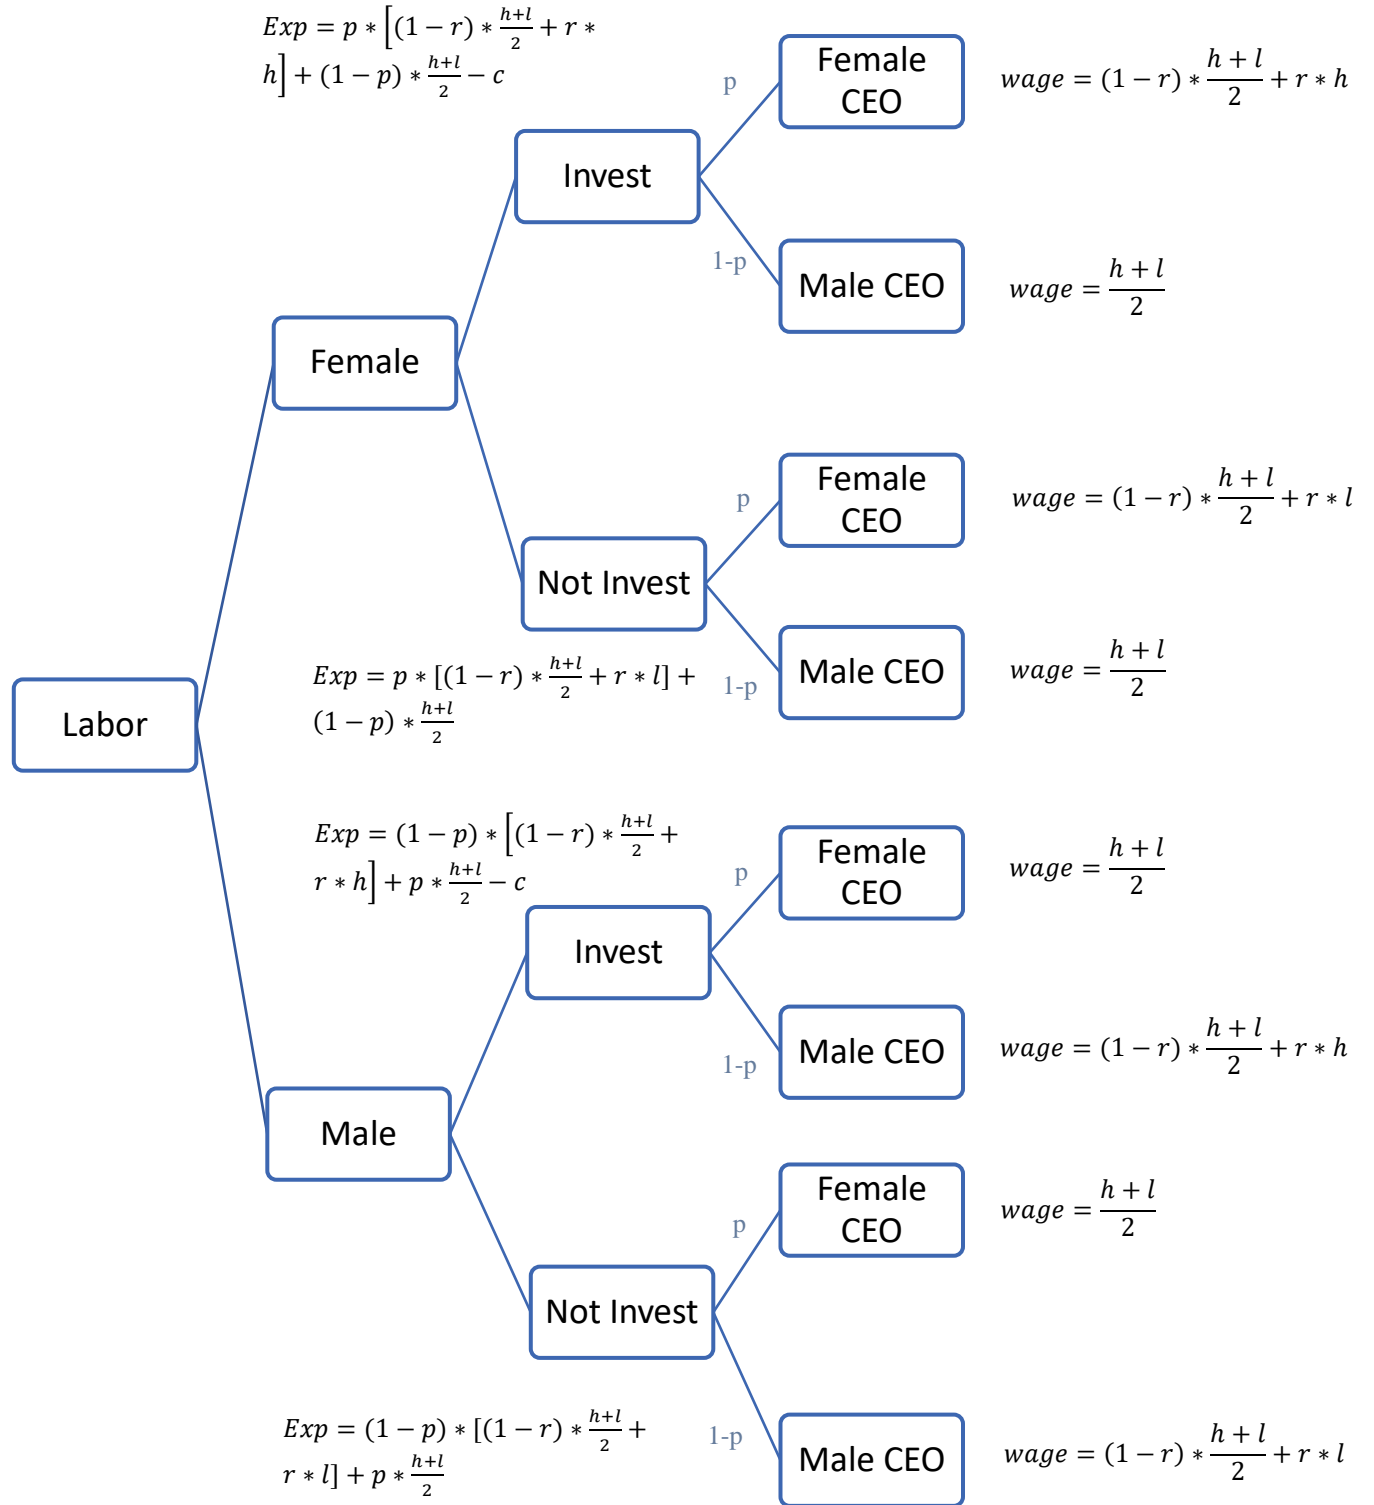 Exp = p ∗ [(1 − r) ∗ (h+l)/2 + r ∗
h] + (1 − p) ∗ (h+l)/2 − c
p
Female
CEO
wage = (1 − r) ∗ (h + l)/2 + r ∗ h
Invest
1-p
Male CEO
wage = (h + l)/2
Female
p
Female
CEO
wage = (1 − r) ∗ (h + l)/2 + r ∗ l
Not Invest
Exp = p ∗ [(1 − r) ∗ (h+l)/2 + r ∗ l] +
(1 − p) ∗ (h+l)/2
1-p
Male CEO
wage = (h + l)/2
Labor
Exp = (1 − p) ∗ [(1 − r) ∗ (h+l)/2 +
r ∗ h] + p ∗ (h+l)/2 − c
p
Female
CEO
wage = (h + l)/2
Invest
1-p
Male CEO
wage = (1 − r) ∗ (h + l)/2 + r ∗ h
Male
p
Female
CEO
wage = (h + l)/2
Not Invest
Exp = (1 − p) ∗ [(1 − r) ∗ (h+l)/2 +
r ∗ l] + p ∗ (h+l)/2
1-p
Male CEO
wage = (1 − r) ∗ (h + l)/2 + r ∗ l